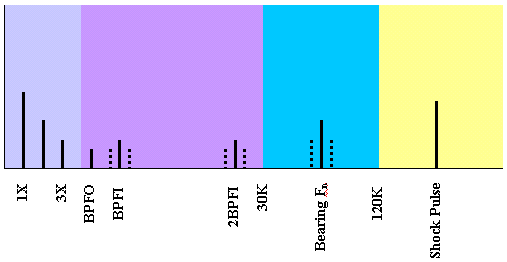 1X
3X
BPFO
BPFI
2BPFI
30K
Bearing Fn
120K
Shock Pulse